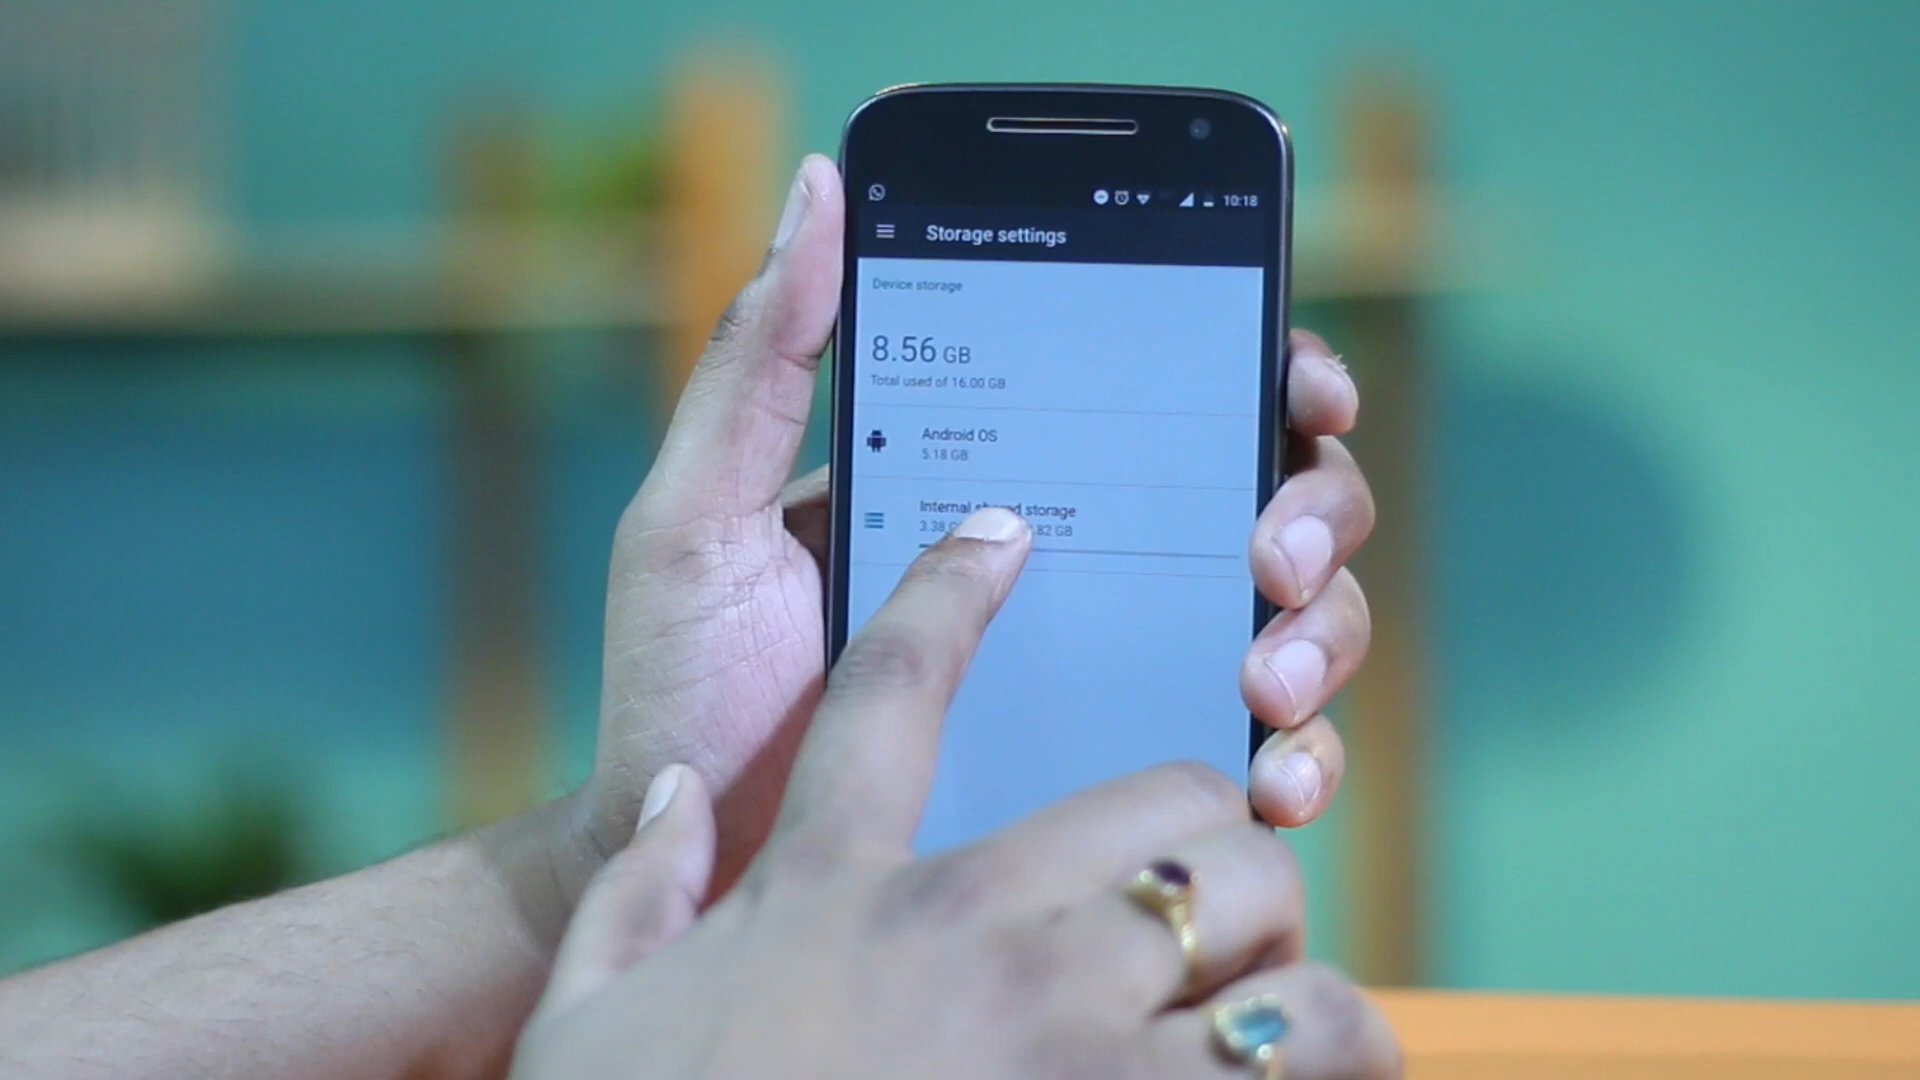 10:18
Storage settings
Device storage
8.56 GB
Total used of 16.00 GB
Android OS
5.18 GB
Internal storage
3.38 82 GB